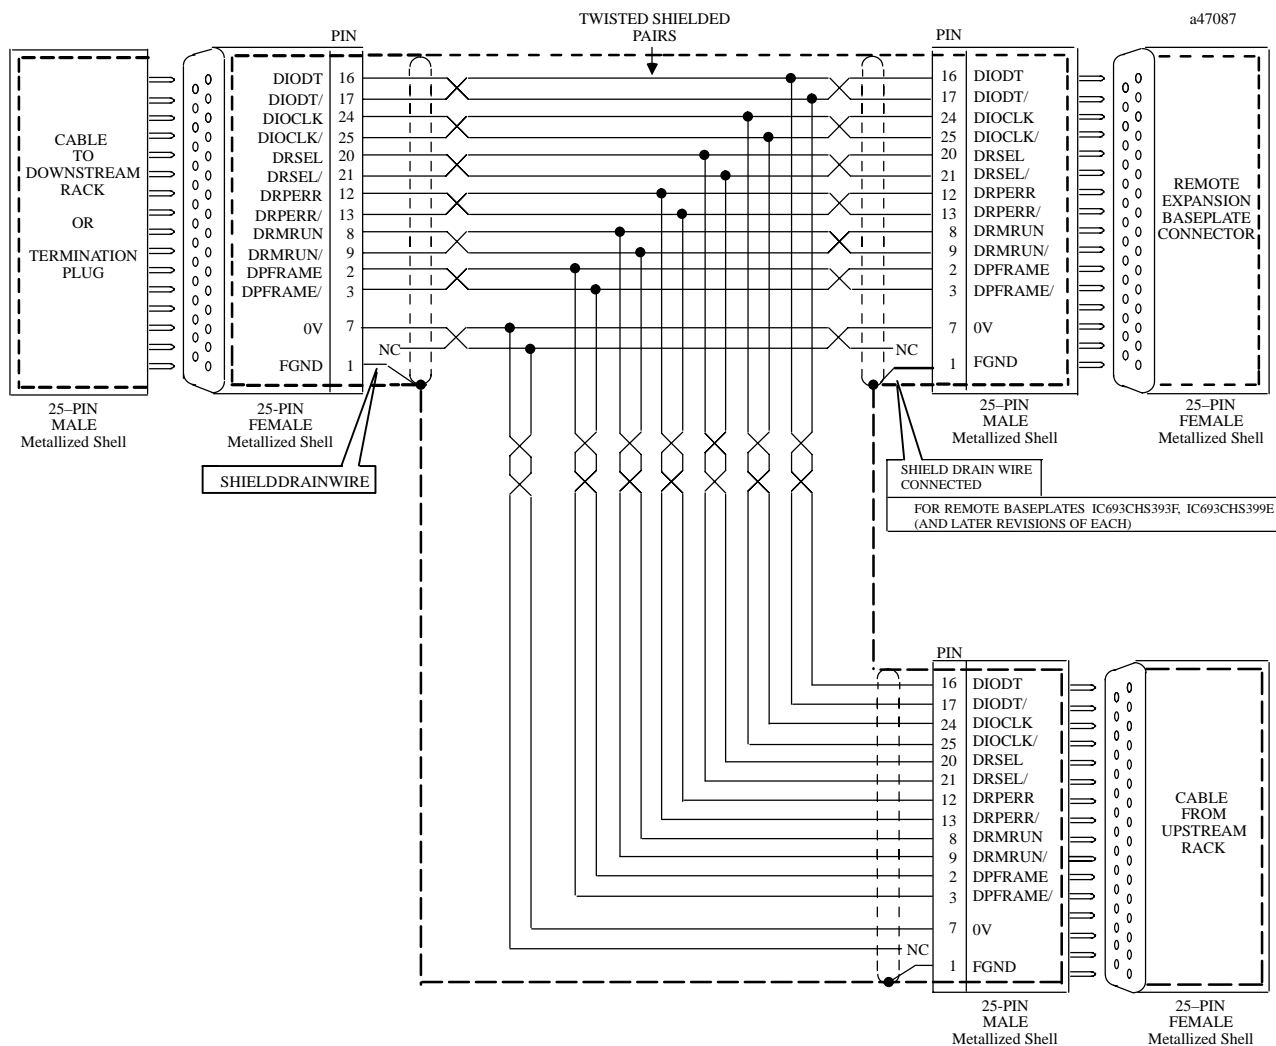 TWISTED SHIELDED
PAIRS
a47087
PIN
PIN
CABLE
TO
DOWNSTREAM
RACK
OR
TERMINATION
PLUG
DIODT 16
DIODT/ 17
DIOCLK 24
DIOCLK/ 25
DRSEL 20
DRSEL/ 21
DRPERR 12
DRPERR/ 13
DRMRUN 8
DRMRUN/ 9
DPFRAME 2
DPFRAME/ 3
0V 7
NC
FGND 1
16 DIODT
17 DIODT/
24 DIOCLK
25 DIOCLK/
20 DRSEL
21 DRSEL/
12 DRPERR
13 DRPERR/
8 DRMRUN
9 DRMRUN/
2 DPFRAME
3 DPFRAME/
7 0V
NC
1 FGND
REMOTE
EXPANSION
BASEPLATE
CONNECTOR
25–PIN
MALE
Metallized Shell
25-PIN
FEMALE
Metallized Shell
25–PIN
MALE
Metallized Shell
25–PIN
FEMALE
Metallized Shell
SHIELDDRAINWIRE
SHIELD DRAIN WIRE
CONNECTED
FOR REMOTE BASEPLATES IC693CHS393F, IC693CHS399E
(AND LATER REVISIONS OF EACH)
PIN
16 DIODT
17 DIODT/
24 DIOCLK
25 DIOCLK/
20 DRSEL
21 DRSEL/
12 DRPERR
13 DRPERR/
8 DRMRUN
9 DRMRUN/
2 DPFRAME
3 DPFRAME/
7 0V
NC
1 FGND
CABLE
FROM
UPSTREAM
RACK
25-PIN
MALE
Metallized Shell
25–PIN
FEMALE
Metallized Shell